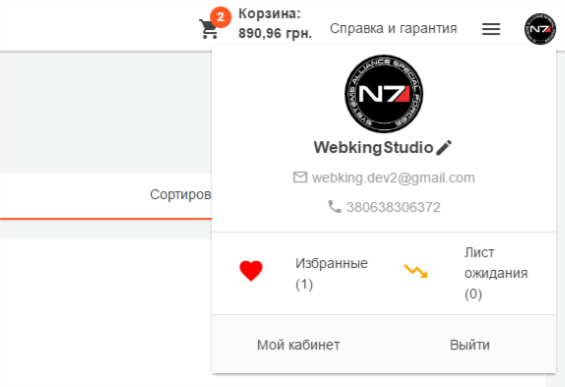 2
Корзина:
890,96 грн.
Справка и гарантия
N7
SYSTEMS ALLIANCE SPECIAL FORCES
N7
WebkingStudio
webking.dev2@gmail.com
380638306372
Сортиров
Избранные
(1)
Лист
ожидания
(0)
Мой кабинет
Выйти